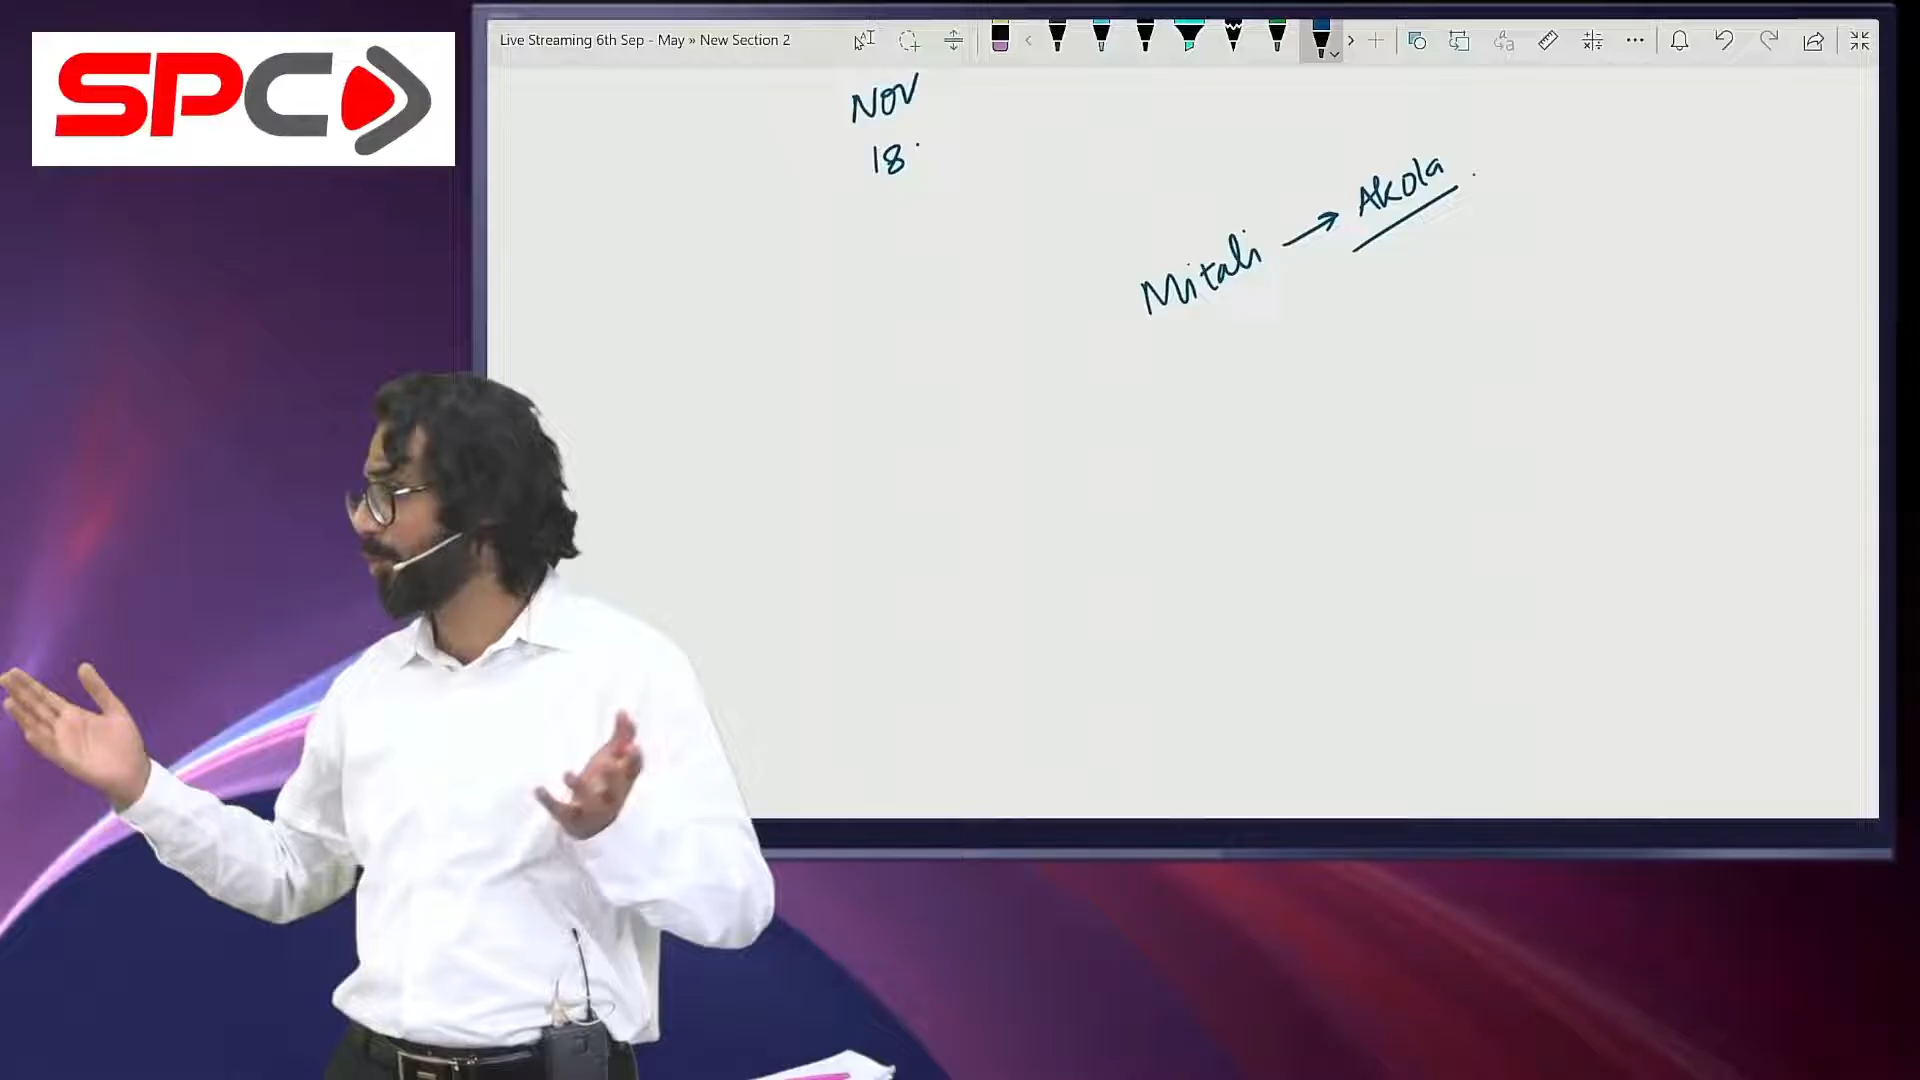 SPC
Live Streaming 6th Sep - May » New Section 2
Nov
18
Mitali → Akola